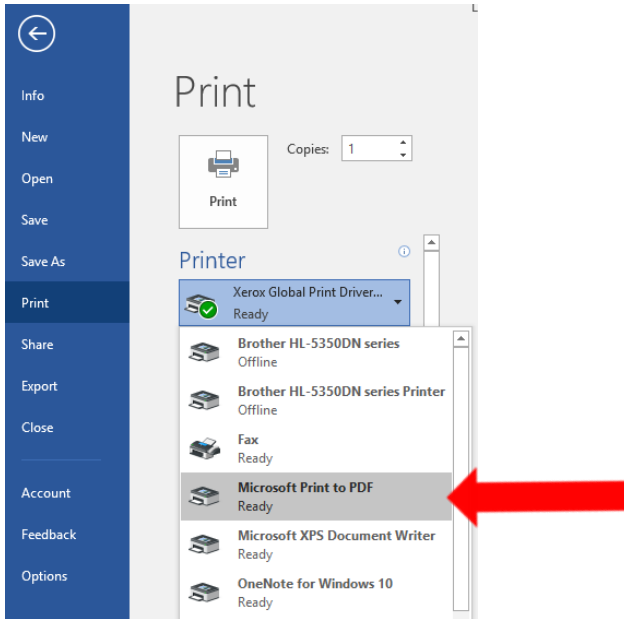 Info
New
Open
Save
Save As
Print
Share
Export
Close
Account
Feedback
Options
Print
Print
Copies: 1
Printer
Xerox Global Print Driver...
Ready
Brother HL-5350DN series
Offline
Brother HL-5350DN series Printer
Offline
Fax
Ready
Microsoft Print to PDF
Ready
Microsoft XPS Document Writer
Ready
OneNote for Windows 10
Ready